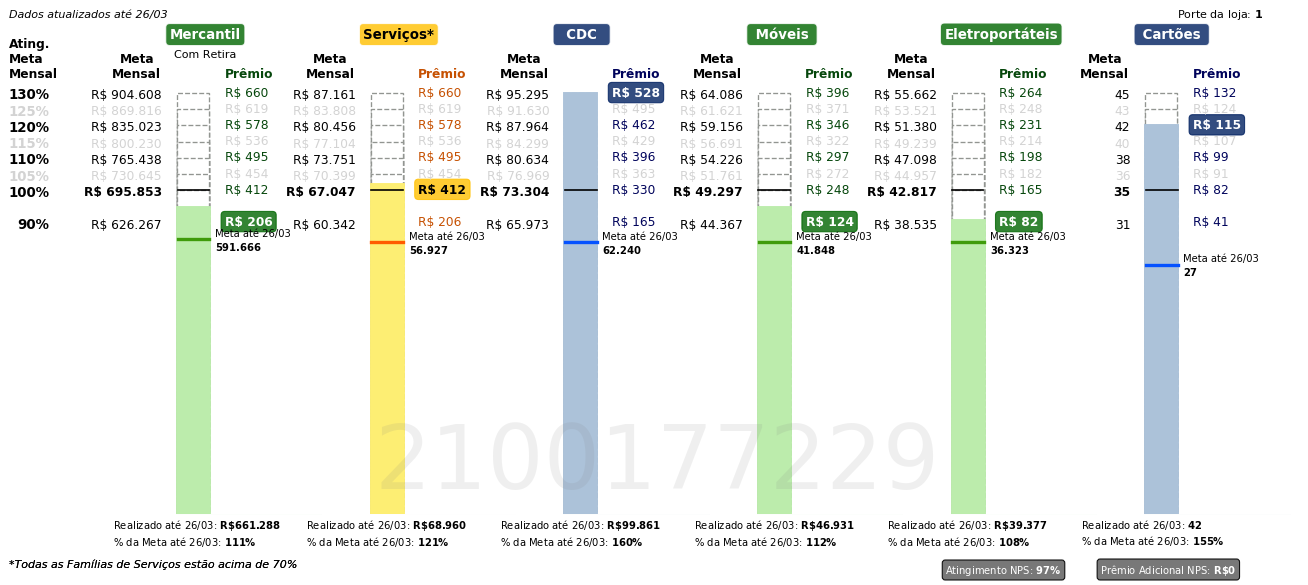 Dados atualizados até 26/03
Porte da loja: 1
Mercantil Serviços* CDC Móveis Eletroportáteis Cartões
Com Retira
Ating. Meta Mensal
Meta Mensal Prêmio Meta Mensal Prêmio Meta Mensal Prêmio Meta Mensal Prêmio Meta Mensal Prêmio Meta Mensal Prêmio
130% R$ 904.608 R$ 660 R$ 87.161 R$ 660 R$ 95.295 R$ 528 R$ 64.086 R$ 396 R$ 55.662 R$ 264 45 R$ 132
125% R$ 869.816 R$ 619 R$ 83.808 R$ 619 R$ 91.630 R$ 495 R$ 61.621 R$ 371 R$ 53.521 R$ 248 43 R$ 124
120% R$ 835.023 R$ 578 R$ 80.456 R$ 578 R$ 87.964 R$ 462 R$ 59.156 R$ 346 R$ 51.380 R$ 231 42 R$ 115
115% R$ 800.230 R$ 536 R$ 77.104 R$ 536 R$ 84.299 R$ 429 R$ 56.691 R$ 322 R$ 49.239 R$ 214 40 R$ 107
110% R$ 765.438 R$ 495 R$ 73.751 R$ 495 R$ 80.634 R$ 396 R$ 54.226 R$ 297 R$ 47.098 R$ 198 38 R$ 99
105% R$ 730.645 R$ 454 R$ 70.399 R$ 454 R$ 76.969 R$ 363 R$ 51.761 R$ 272 R$ 44.957 R$ 182 36 R$ 91
100% R$ 695.853 R$ 412 R$ 67.047 R$ 412 R$ 73.304 R$ 330 R$ 49.297 R$ 248 R$ 42.817 R$ 165 35 R$ 82
90% R$ 626.267 R$ 206 R$ 60.342 R$ 206 R$ 65.973 R$ 165 R$ 44.367 R$ 124 R$ 38.535 R$ 82 31 R$ 41
Meta até 26/03 Meta até 26/03 Meta até 26/03 Meta até 26/03 Meta até 26/03
591.666 56.927 62.240 41.848 36.323
Meta até 26/03
27
2100177229
Realizado até 26/03: R$661.288 Realizado até 26/03: R$68.960 Realizado até 26/03: R$99.861 Realizado até 26/03: R$46.931 Realizado até 26/03: R$39.377 Realizado até 26/03: 42
% da Meta até 26/03: 111% % da Meta até 26/03: 121% % da Meta até 26/03: 160% % da Meta até 26/03: 112% % da Meta até 26/03: 108% % da Meta até 26/03: 155%
*Todas as Famílias de Serviços estão acima de 70%
Atingimento NPS: 97% Prêmio Adicional NPS: R$0